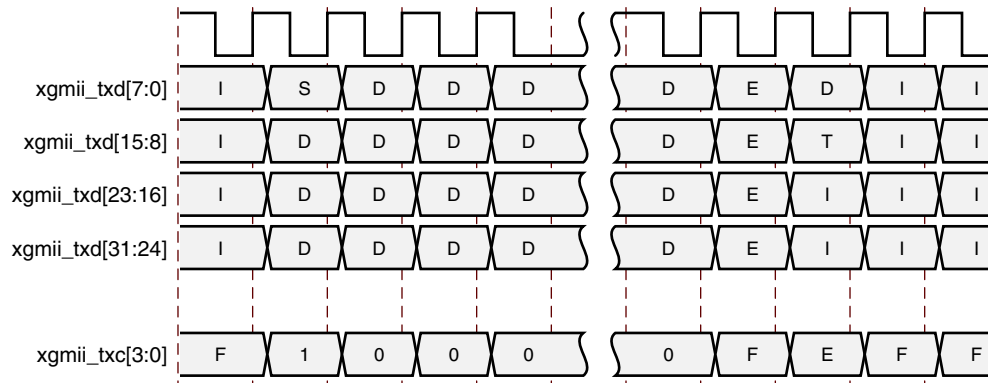 xgmii_txd[7:0] I S D D D D E D I I
xgmii_txd[15:8] I D D D D D E T I I
xgmii_txd[23:16] I D D D D D E I I I
xgmii_txd[31:24] I D D D D D E I I I
xgmii_txc[3:0] F 1 0 0 0 0 F E F F